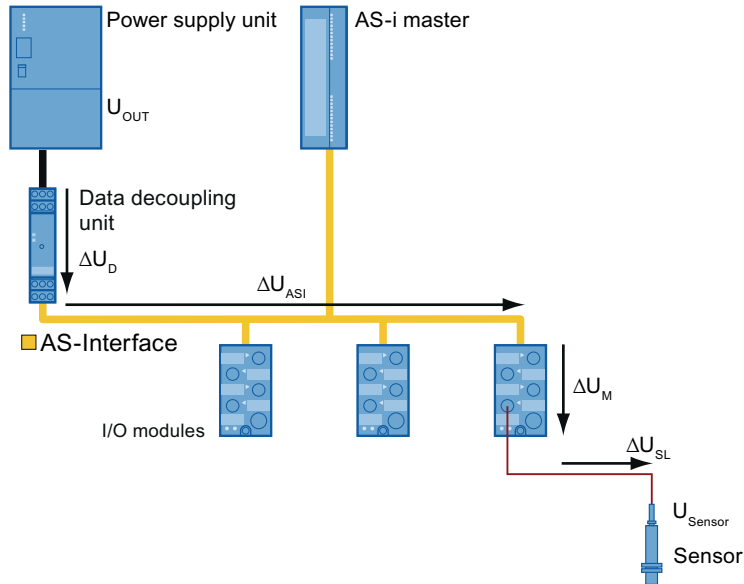 Power supply unit
AS-i master
U_OUT
Data decoupling
unit
ΔU_D
ΔU_ASI
AS-Interface
ΔU_M
I/O modules
ΔU_SL
U_Sensor
Sensor